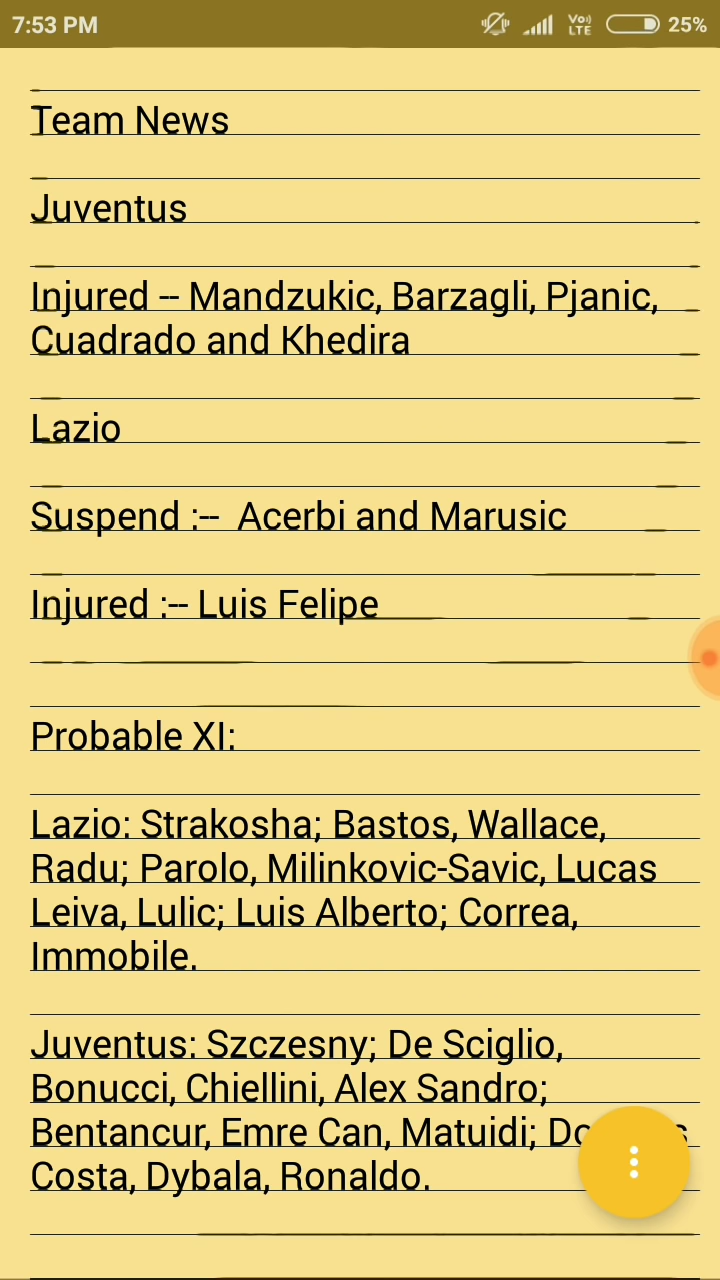 7:53 PM
Vo LTE 25%
Team News
Juventus
Injured -- Mandzukic, Barzagli, Pjanic,
Cuadrado and Khedira
Lazio
Suspend :--  Acerbi and Marusic
Injured :-- Luis Felipe
Probable XI:
Lazio: Strakosha; Bastos, Wallace,
Radu; Parolo, Milinkovic-Savic, Lucas
Leiva, Lulic; Luis Alberto; Correa,
Immobile.
Juventus: Szczesny; De Sciglio,
Bonucci, Chiellini, Alex Sandro;
Bentancur, Emre Can, Matuidi;
Costa, Dybala, Ronaldo.